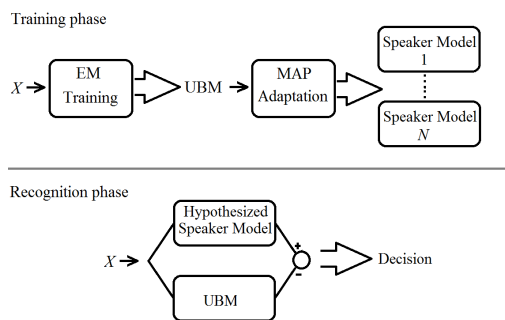 Training phase
X
EM
Training
UBM
MAP
Adaptation
Speaker Model
1
Speaker Model
N
Recognition phase
X
Hypothesized
Speaker Model
+
-
UBM
Decision